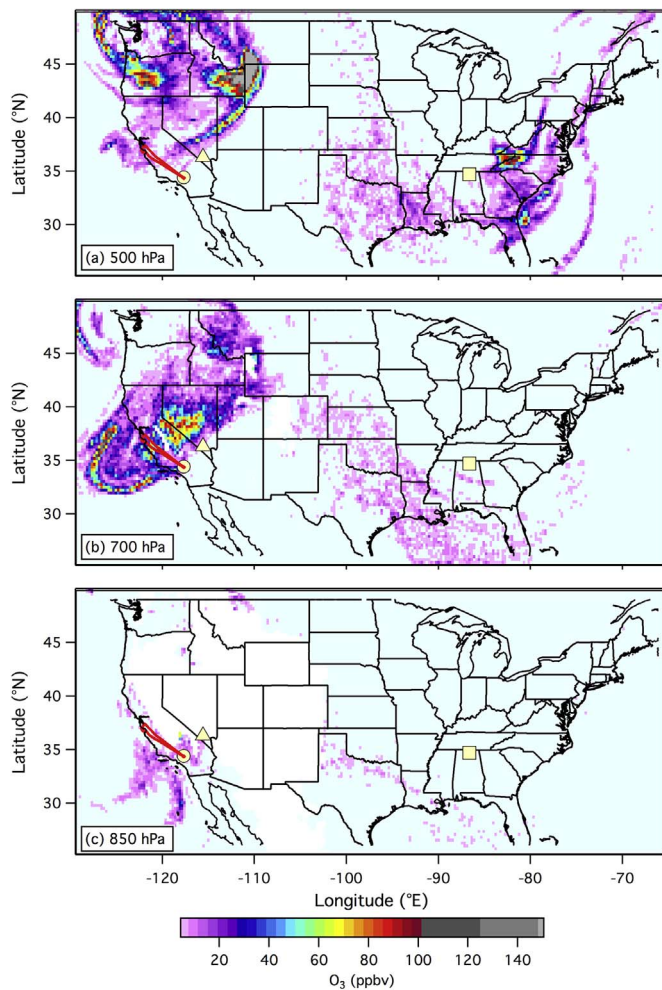 45
40
35
30
Latitude (°N)
(a) 500 hPa
45
40
35
30
Latitude (°N)
(b) 700 hPa
45
40
35
30
Latitude (°N)
(c) 850 hPa
-120 -110 -100 -90 -80 -70
Longitude (°E)
20 40 60 80 100 120 140
O₃ (ppbv)